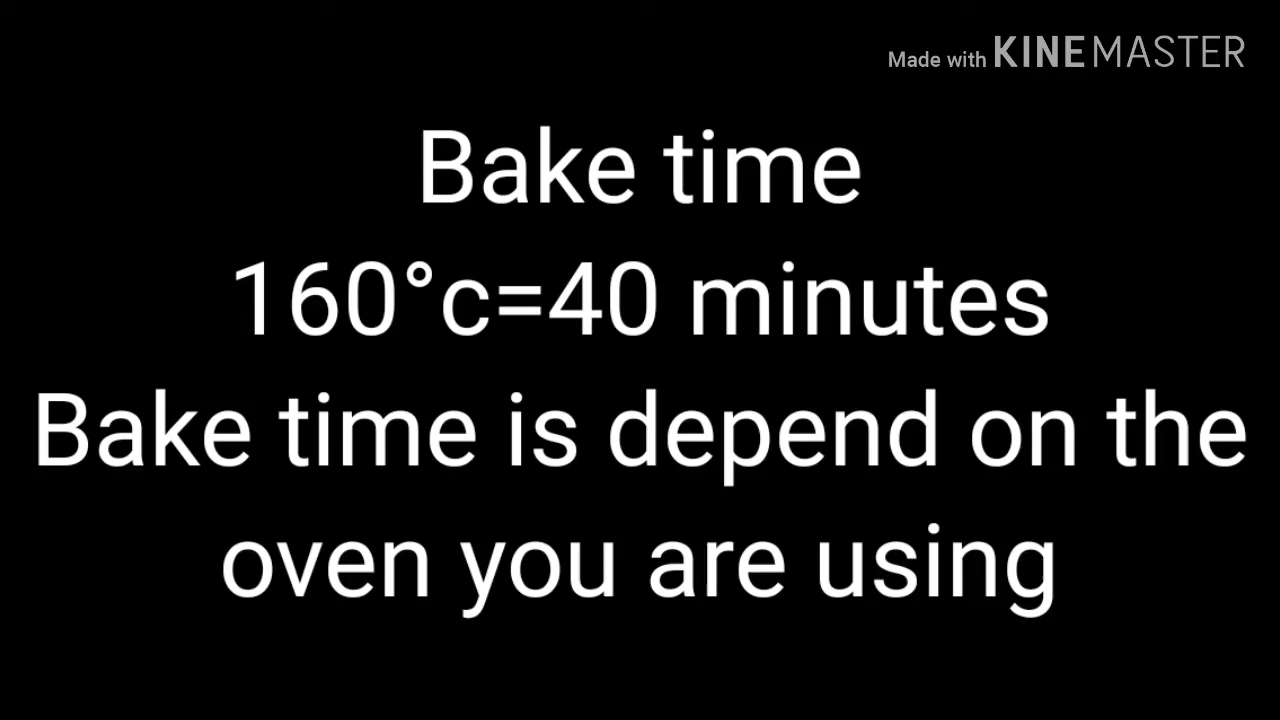 Made with KINEMASTER
Bake time
160°c=40 minutes
Bake time is depend on the
oven you are using